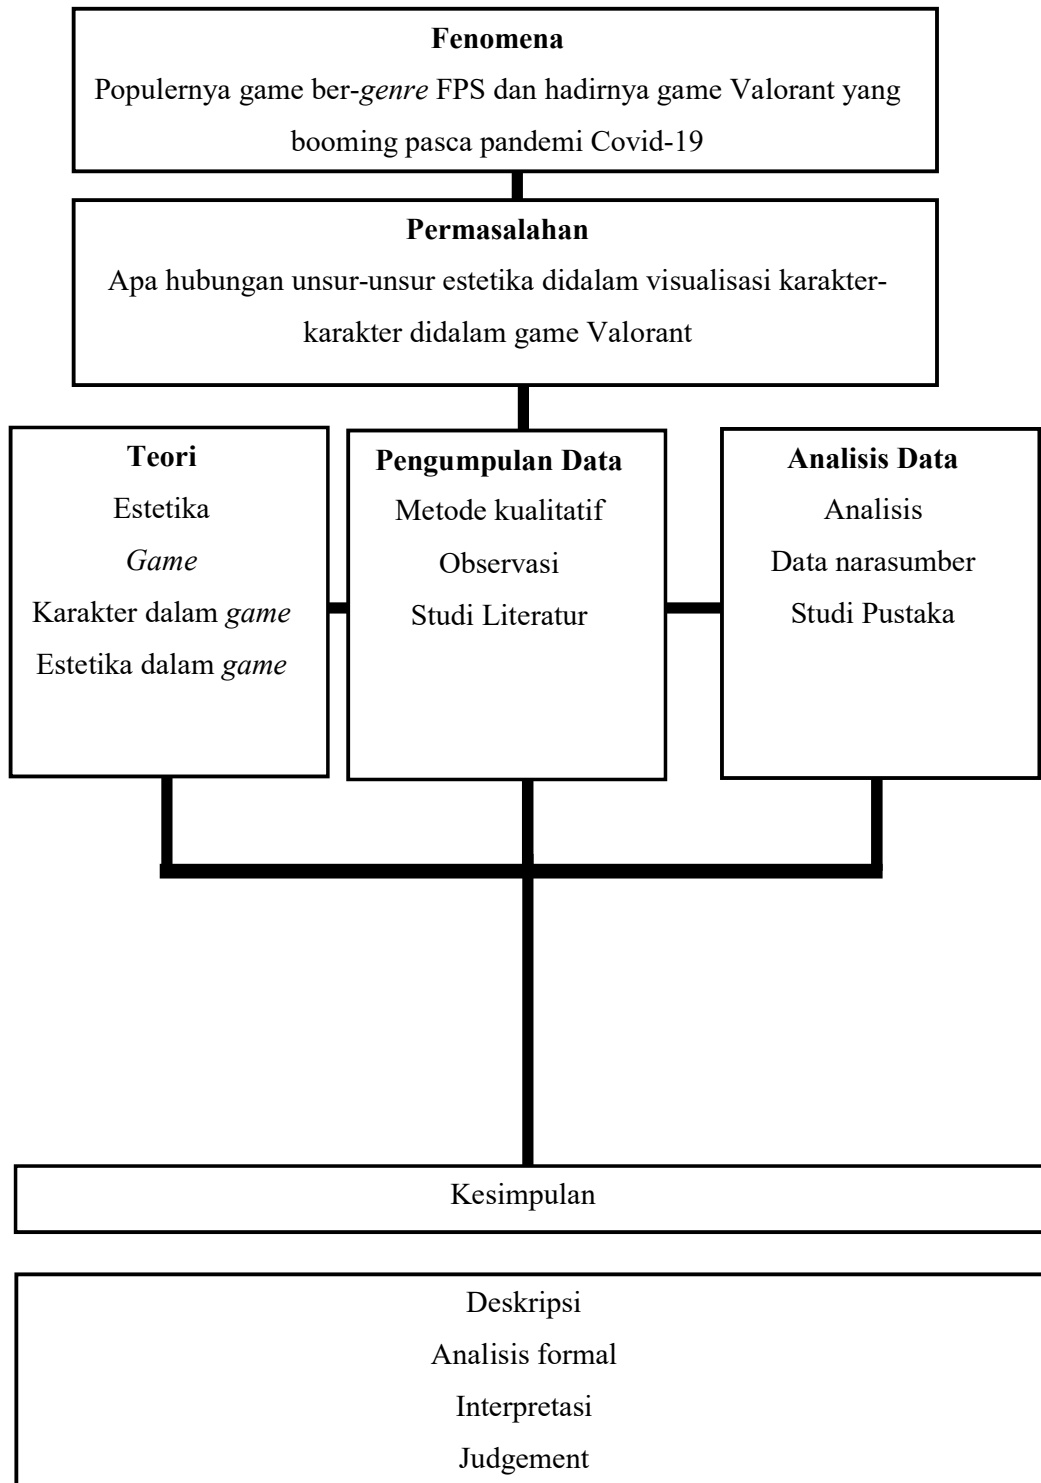 Fenomena
Populernya game ber-genre FPS dan hadirnya game Valorant yang
booming pasca pandemi Covid-19
Permasalahan
Apa hubungan unsur-unsur estetika didalam visualisasi karakter-
karakter didalam game Valorant
Teori
Estetika
Game
Karakter dalam game
Estetika dalam game
Pengumpulan Data
Metode kualitatif
Observasi
Studi Literatur
Analisis Data
Analisis
Data narasumber
Studi Pustaka
Kesimpulan
Deskripsi
Analisis formal
Interpretasi
Judgement